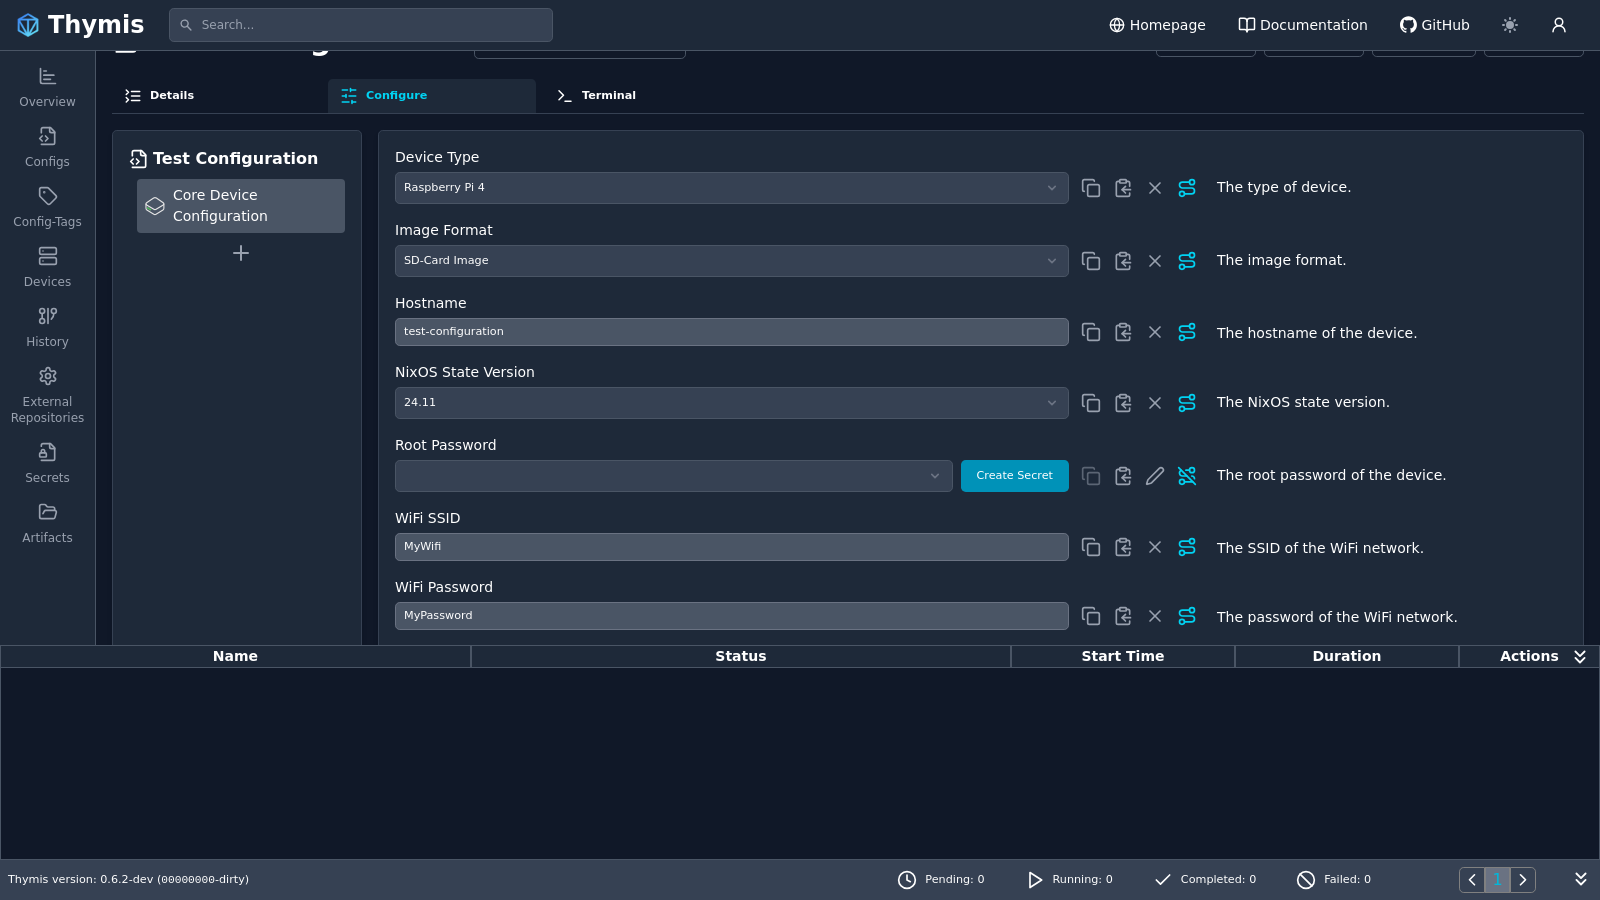 Thymis
Search...
Homepage
Documentation
GitHub
Overview
Configs
Config-Tags
Devices
History
External
Repositories
Secrets
Artifacts
Details
Configure
Terminal
Test Configuration
Core Device
Configuration
Device Type
Raspberry Pi 4
The type of device.
Image Format
SD-Card Image
The image format.
Hostname
test-configuration
The hostname of the device.
NixOS State Version
24.11
The NixOS state version.
Root Password
Create Secret
The root password of the device.
WiFi SSID
MyWifi
The SSID of the WiFi network.
WiFi Password
MyPassword
The password of the WiFi network.
Name Status Start Time Duration Actions
Thymis version: 0.6.2-dev (00000000-dirty)
Pending: 0
Running: 0
Completed: 0
Failed: 0
1